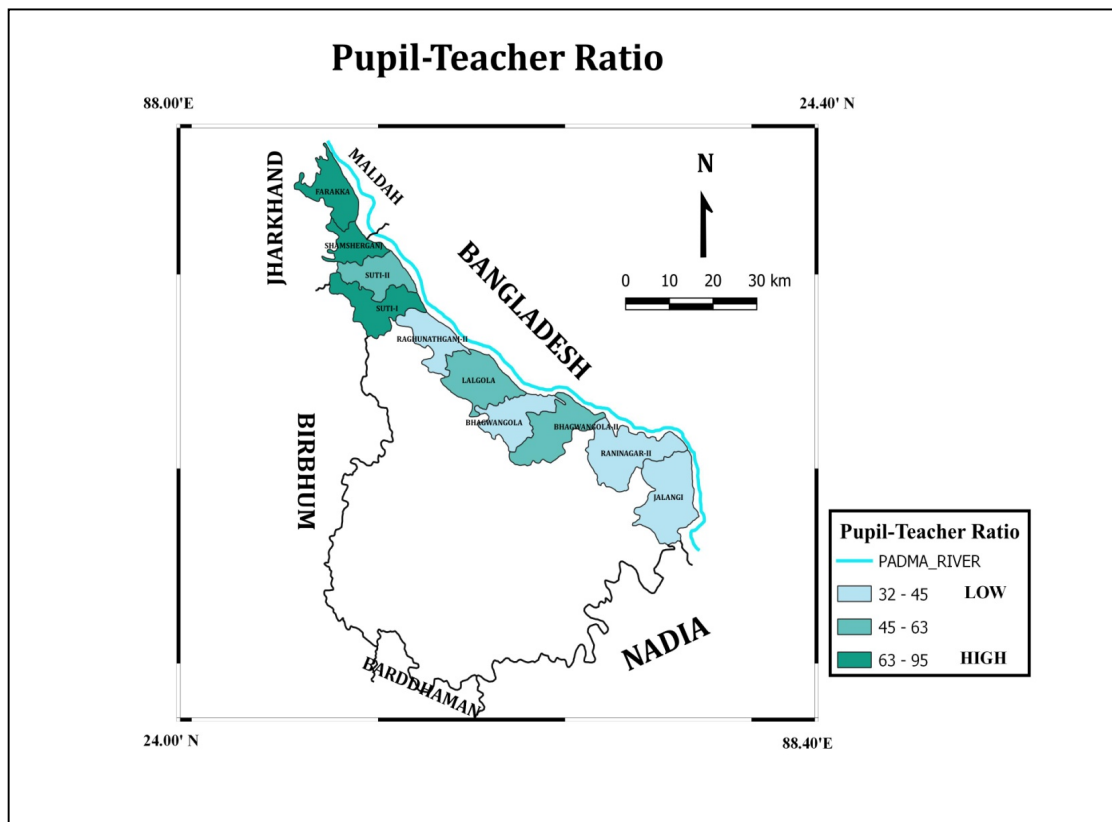 Pupil-Teacher Ratio
88.00'E
24.40' N
JHARKHAND
MALDAH
N
FARAKKA
SHAMSHERGANJ
BANGLADESH
SUTI-II
0 10 20 30 km
SUTI-I
RAGHUNATHGANJ-II
LALGOLA
BIRBHUM
BHAGWANGOLA
BHAGWANGOLA-II
RANINAGAR-II
JALANGI
NADIA
BARDDHAMAN
Pupil-Teacher Ratio
PADMA_RIVER
32 - 45 LOW
45 - 63
63 - 95 HIGH
24.00' N
88.40'E